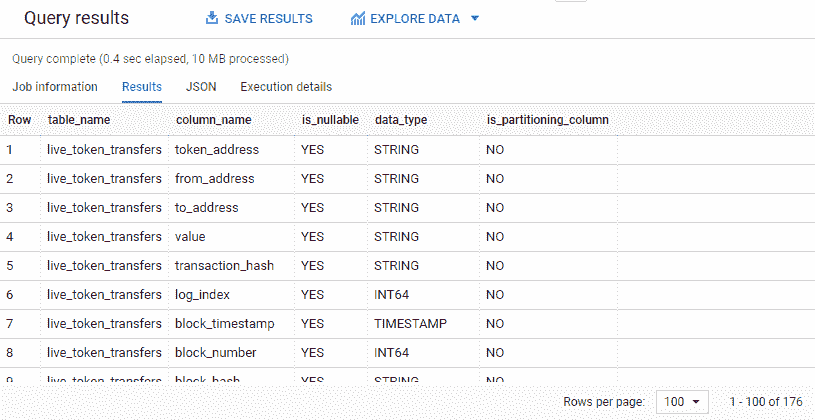 Query results SAVE RESULTS EXPLORE DATA
Query complete (0.4 sec elapsed, 10 MB processed)
Job information Results JSON Execution details
Row table_name column_name is_nullable data_type is_partitioning_column
1 live_token_transfers token_address YES STRING NO
2 live_token_transfers from_address YES STRING NO
3 live_token_transfers to_address YES STRING NO
4 live_token_transfers value YES STRING NO
5 live_token_transfers transaction_hash YES STRING NO
6 live_token_transfers log_index YES INT64 NO
7 live_token_transfers block_timestamp YES TIMESTAMP NO
8 live_token_transfers block_number YES INT64 NO
9 live_token_transfers block_hash YES STRING NO
Rows per page: 100 1 - 100 of 176